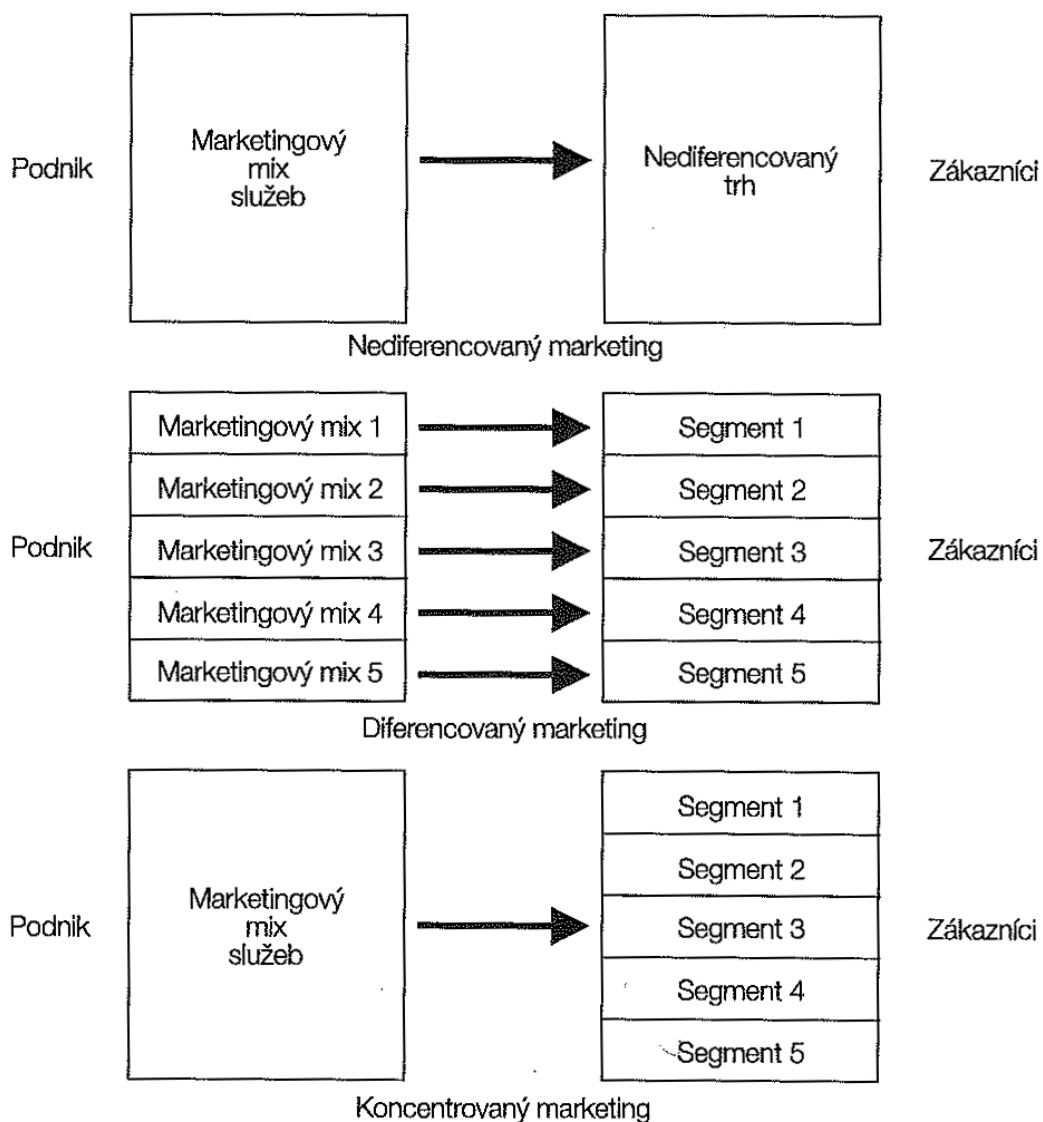 Podnik
Marketingový
mix
služeb
Nediferencovaný
trh
Zákazníci
Nediferencovaný marketing
Podnik
Marketingový mix 1
Segment 1
Marketingový mix 2
Segment 2
Marketingový mix 3
Segment 3
Marketingový mix 4
Segment 4
Marketingový mix 5
Segment 5
Zákazníci
Diferencovaný marketing
Podnik
Marketingový
mix
služeb
Segment 1
Segment 2
Segment 3
Segment 4
Segment 5
Zákazníci
Koncentrovaný marketing